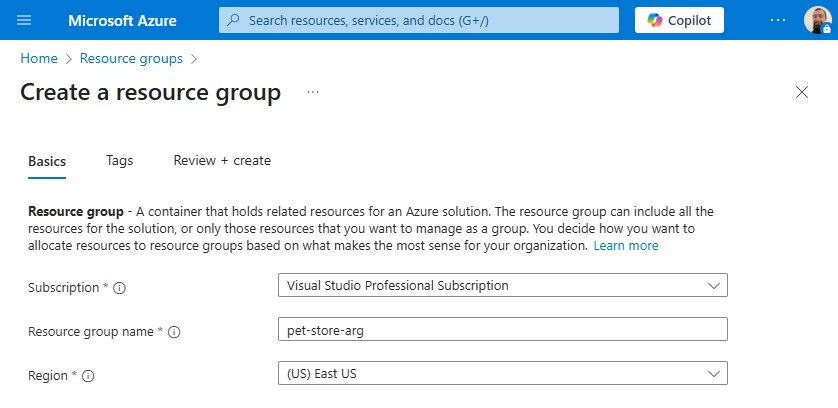 Microsoft Azure
Search resources, services, and docs (G+/)
Copilot
...
Home > Resource groups >
Create a resource group ...
Basics
Tags
Review + create
Resource group - A container that holds related resources for an Azure solution. The resource group can include all the
resources for the solution, or only those resources that you want to manage as a group. You decide how you want to
allocate resources to resource groups based on what makes the most sense for your organization. Learn more
Subscription *
Visual Studio Professional Subscription
Resource group name *
pet-store-arg
Region *
(US) East US